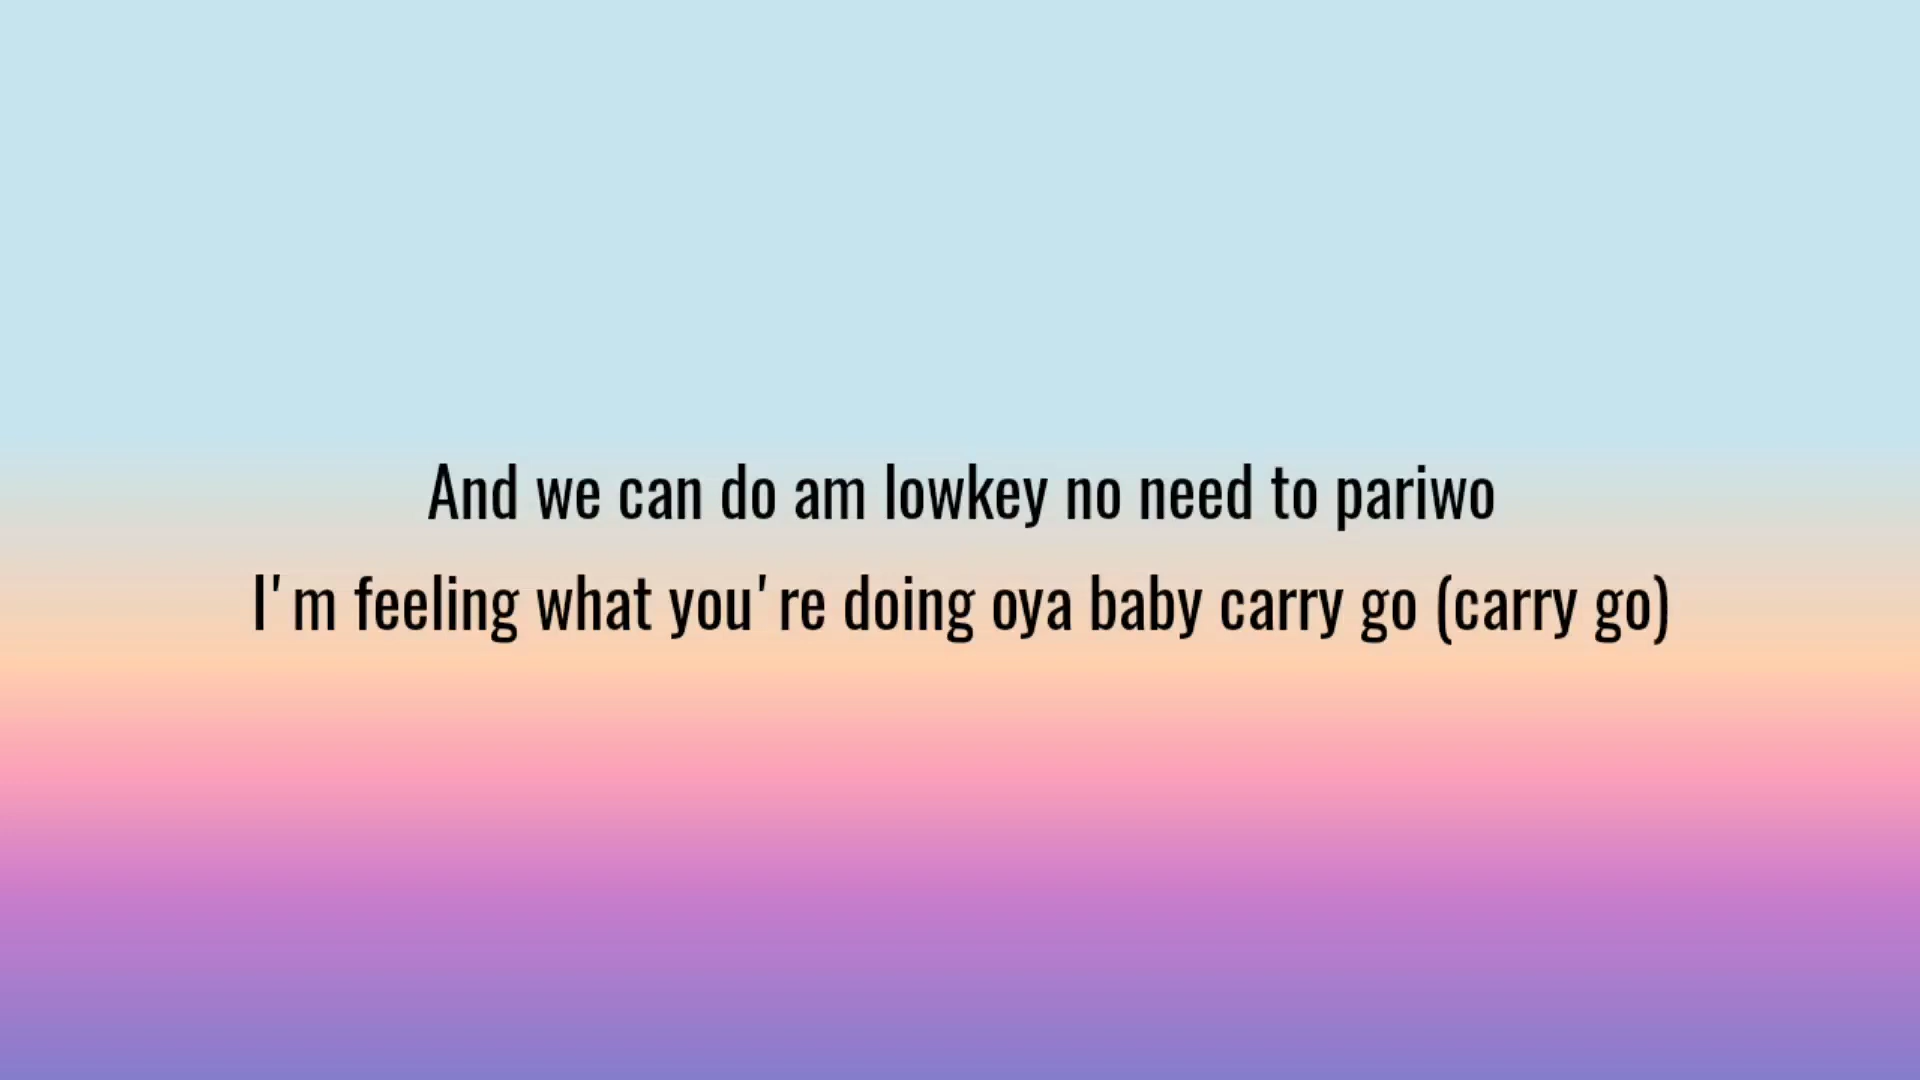 And we can do am lowkey no need to pariwo
I'm feeling what you're doing oya baby carry go (carry go)